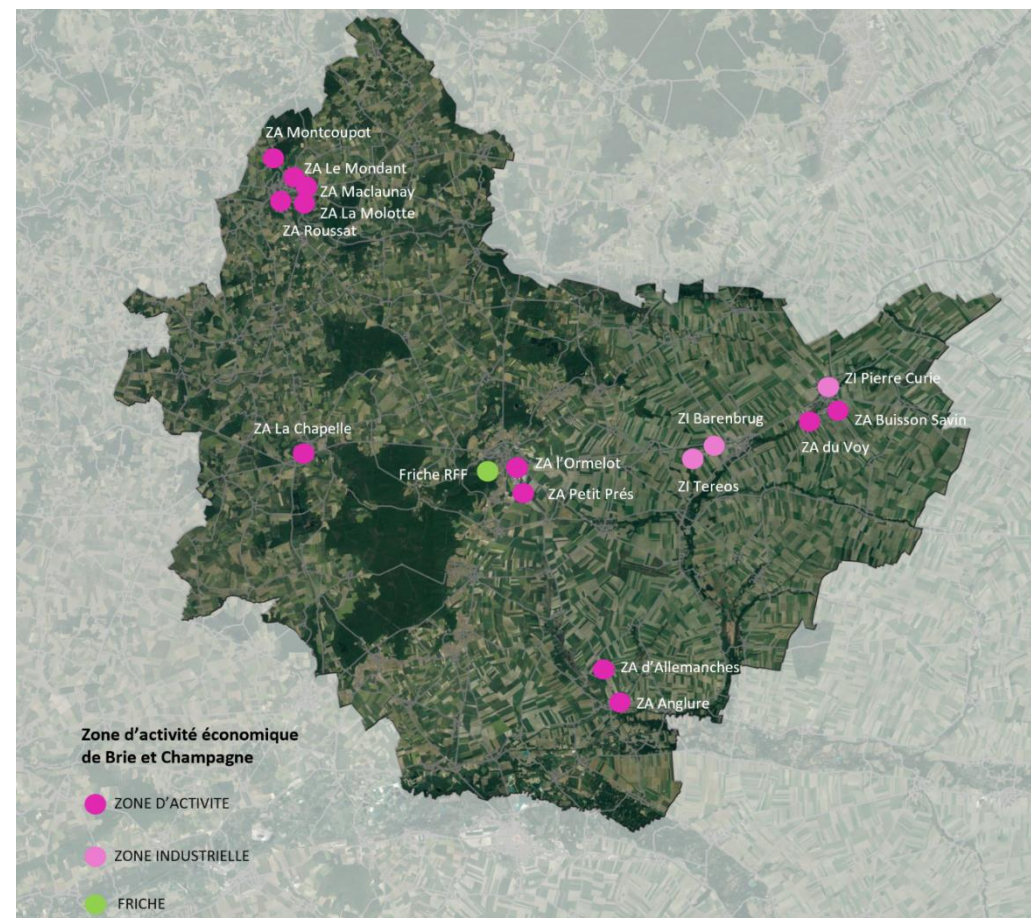 ZA Montcoupot
ZA Le Mondant
ZA Maclaunay
ZA La Molotte
ZA Roussat
ZI Pierre Curie
ZI Barenbrug
ZA Buisson Savin
ZA La Chapelle
ZA du Voy
Friche RFF
ZA l'Ormelot
ZI Tereos
ZA Petit Prés
ZA d'Allemanches
ZA Anglure
Zone d'activité économique
de Brie et Champagne
ZONE D'ACTIVITE
ZONE INDUSTRIELLE
FRICHE